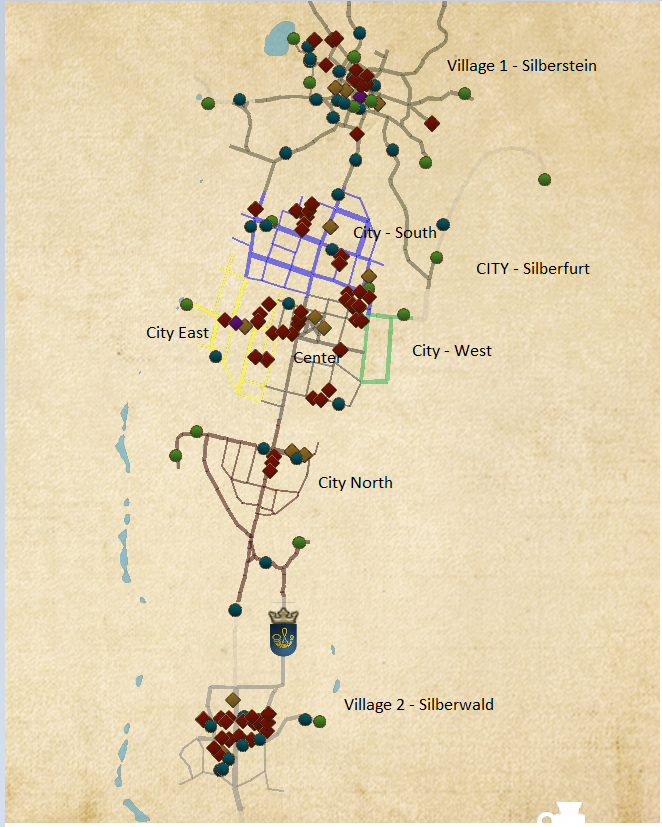 Village 1 - Silberstein
City - South
CITY - Silberfurt
City East
Center
City - West
City North
Village 2 - Silberwald